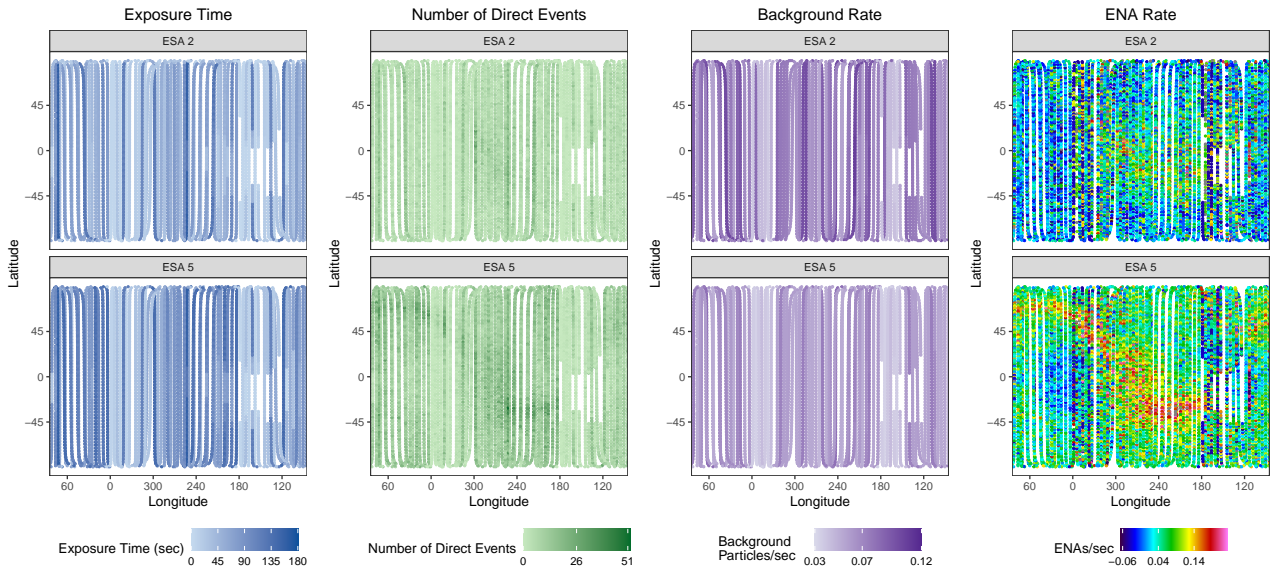 Exposure Time
Number of Direct Events
Background Rate
ENA Rate
ESA 2
ESA 2
ESA 2
ESA 2
45
0
−45
45
0
−45
45
0
−45
45
0
−45
Latitude
Latitude
Latitude
Latitude
ESA 5
ESA 5
ESA 5
ESA 5
45
0
−45
45
0
−45
45
0
−45
45
0
−45
60 0 300 240 180 120
60 0 300 240 180 120
60 0 300 240 180 120
60 0 300 240 180 120
Longitude
Longitude
Longitude
Longitude
Exposure Time (sec)
0 45 90 135 180
Number of Direct Events
0 26 51
Background
Particles/sec
0.03 0.07 0.12
ENAs/sec
−0.06 0.04 0.14